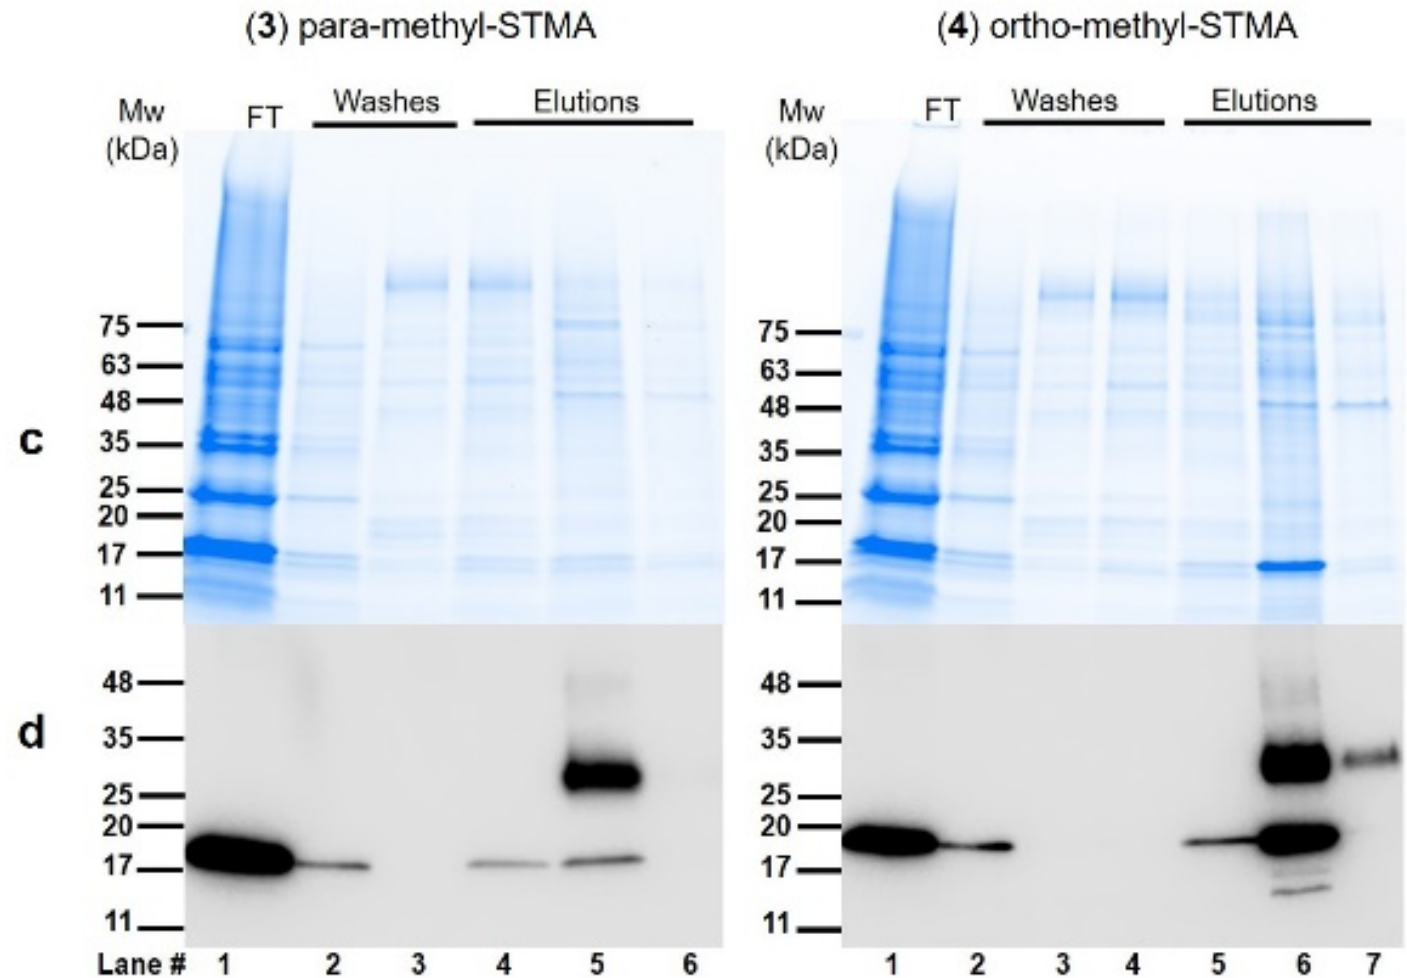 (3) para-methyl-STMA (4) ortho-methyl-STMA
Mw (kDa) FT Washes Elutions Mw (kDa) FT Washes Elutions
c
75 75
63 63
48 48
35 35
25 25
20 20
17 17
11 11
d
48 48
35 35
25 25
20 20
17 17
11 11
Lane # 1 2 3 4 5 6 1 2 3 4 5 6 7